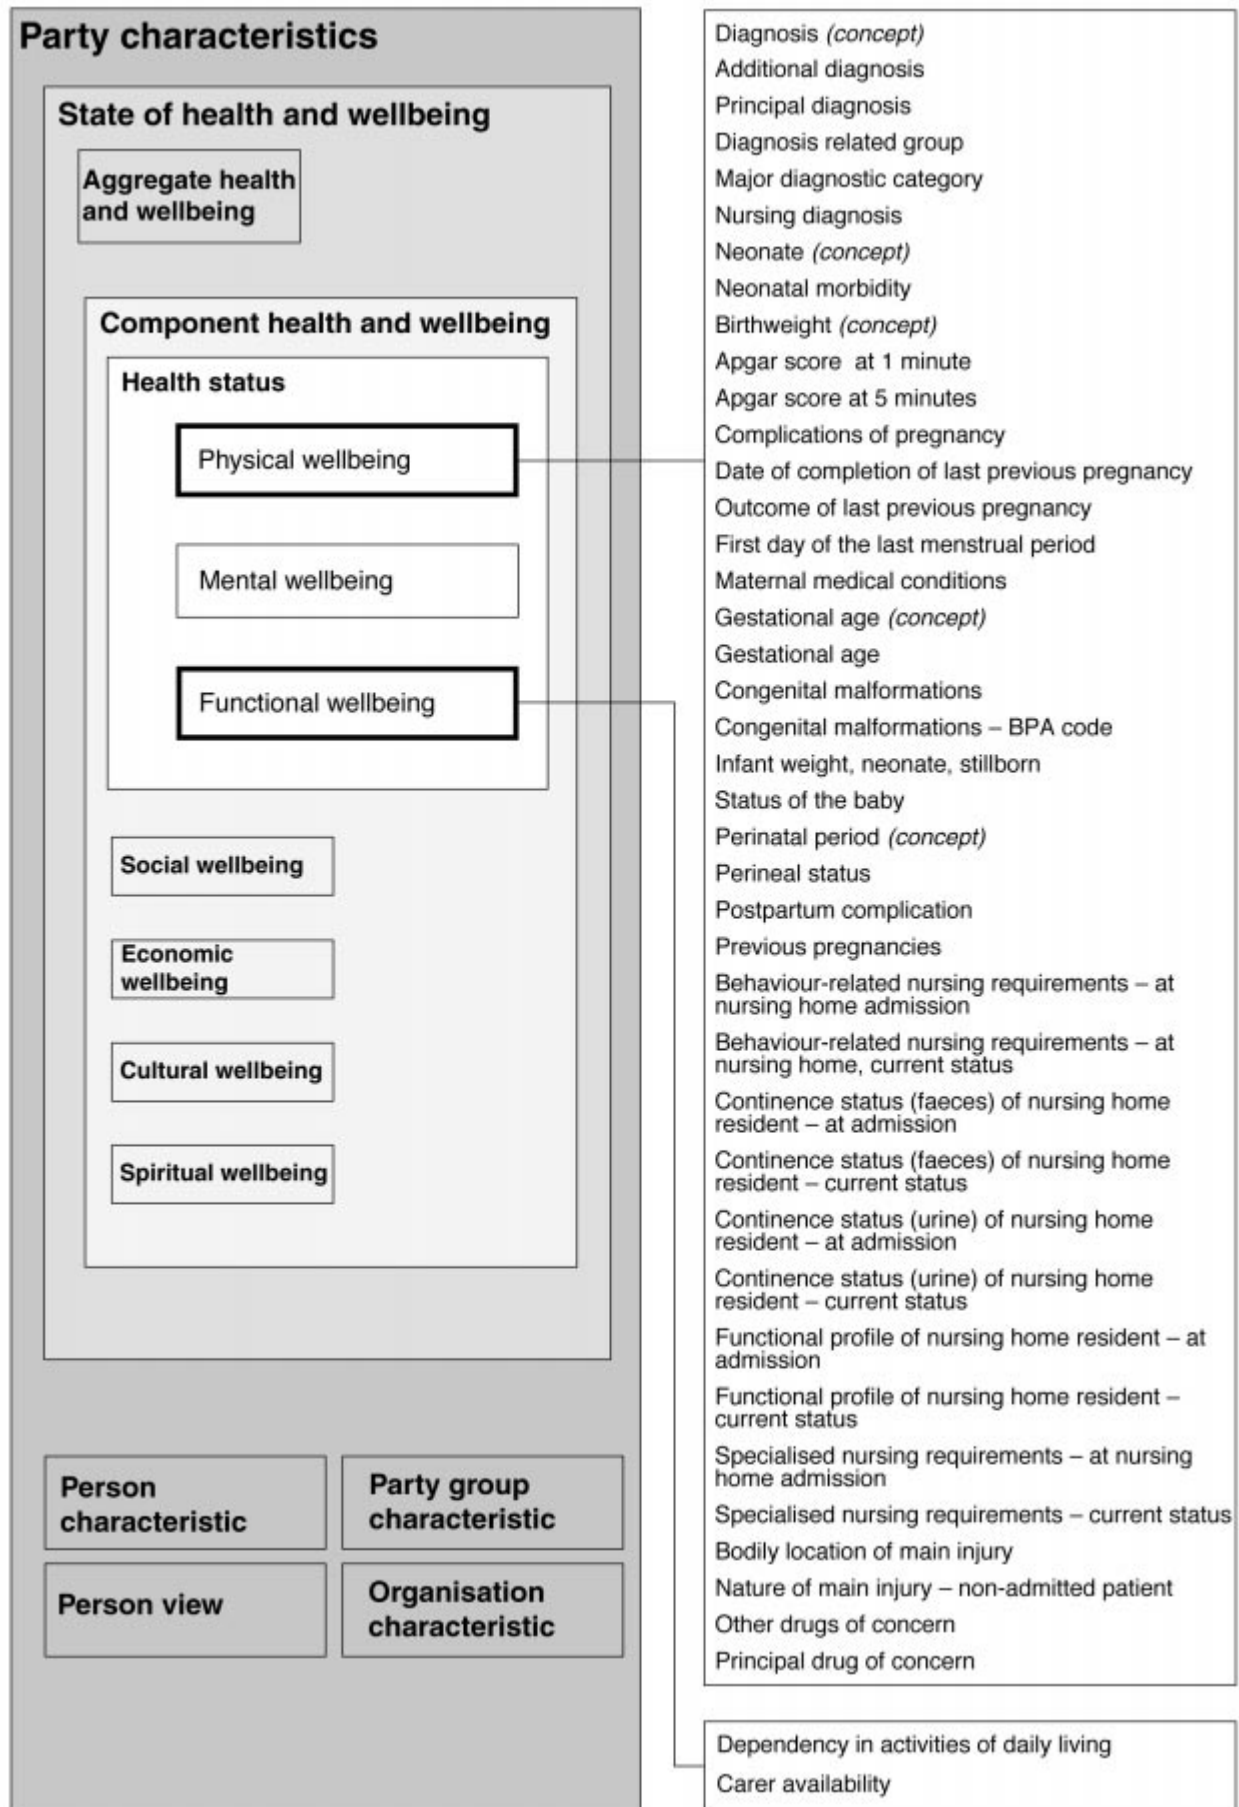 Party characteristics
State of health and wellbeing
Aggregate health
and wellbeing
Component health and wellbeing
Health status
Physical wellbeing
Mental wellbeing
Functional wellbeing
Social wellbeing
Economic
wellbeing
Cultural wellbeing
Spiritual wellbeing
Person
characteristic
Party group
characteristic
Person view
Organisation
characteristic
Diagnosis (concept)
Additional diagnosis
Principal diagnosis
Diagnosis related group
Major diagnostic category
Nursing diagnosis
Neonate (concept)
Neonatal morbidity
Birthweight (concept)
Apgar score at 1 minute
Apgar score at 5 minutes
Complications of pregnancy
Date of completion of last previous pregnancy
Outcome of last previous pregnancy
First day of the last menstrual period
Maternal medical conditions
Gestational age (concept)
Gestational age
Congenital malformations
Congenital malformations – BPA code
Infant weight, neonate, stillborn
Status of the baby
Perinatal period (concept)
Perineal status
Postpartum complication
Previous pregnancies
Behaviour-related nursing requirements – at
nursing home admission
Behaviour-related nursing requirements – at
nursing home, current status
Continence status (faeces) of nursing home
resident – at admission
Continence status (faeces) of nursing home
resident – current status
Continence status (urine) of nursing home
resident – at admission
Continence status (urine) of nursing home
resident – current status
Functional profile of nursing home resident – at
admission
Functional profile of nursing home resident –
current status
Specialised nursing requirements – at nursing
home admission
Specialised nursing requirements – current status
Bodily location of main injury
Nature of main injury – non-admitted patient
Other drugs of concern
Principal drug of concern
Dependency in activities of daily living
Carer availability